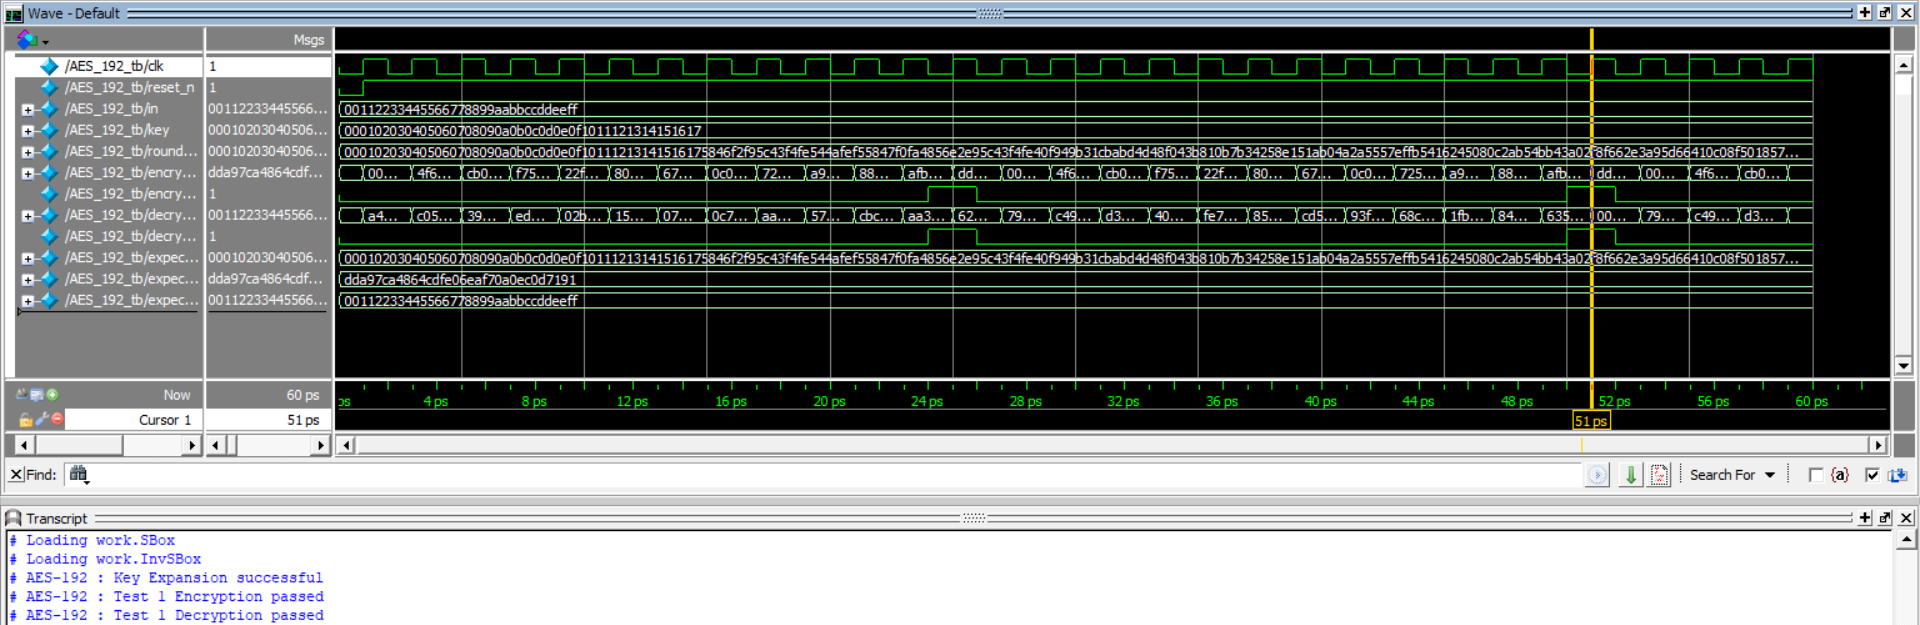 Wave - Default
Msgs
/AES_192_tb/clk 1
/AES_192_tb/reset_n 1
/AES_192_tb/in 00112233445566... 00112233445566778899aabbccddeeff
/AES_192_tb/key 00010203040506... 000102030405060708090a0b0c0d0e0f1011121314151617
/AES_192_tb/round... 00010203040506... 000102030405060708090a0b0c0d0e0f10111213141516175846f2f95c43f4fe544afef55847f0fa4856e2e95c43f4fe40f949b31cbabd4d48f043b810b7b34258e151ab04a2a5557effb5416245080c2ab54bb43a02f8f662e3a95d66410c08f501857...
/AES_192_tb/encry... dda97ca4864cdf... 00... 4f6... cb0... f75... 22f... 80... 67... 0c0... 72... a9... 88... afb... dd... 00... 4f6... cb0... f75... 22f... 80... 67... 0c0... 725... a9... 88... afb... dd... 00... 4f6... cb0...
/AES_192_tb/encry... 1
/AES_192_tb/decry... 00112233445566... a4... c05... 39... ed... 02b... 15... 07... 0c7... aa... 57... cbc... aa3... 62... 79... c49... d3... 40... fe7... 85... cd5... 93f... 68c... 1fb... 84... 635... 00... 79... c49... d3...
/AES_192_tb/decry... 1
/AES_192_tb/expec... 00010203040506... 000102030405060708090a0b0c0d0e0f10111213141516175846f2f95c43f4fe544afef55847f0fa4856e2e95c43f4fe40f949b31cbabd4d48f043b810b7b34258e151ab04a2a5557effb5416245080c2ab54bb43a02f8f662e3a95d66410c08f501857...
/AES_192_tb/expec... dda97ca4864cdf... dda97ca4864cdfe06eaf70a0ec0d7191
/AES_192_tb/expec... 00112233445566... 00112233445566778899aabbccddeeff
Now 60 ps ps 4 ps 8 ps 12 ps 16 ps 20 ps 24 ps 28 ps 32 ps 36 ps 40 ps 44 ps 48 ps 52 ps 56 ps 60 ps
Cursor 1 51 ps 51 ps
Find: Search For {a}
Transcript
# Loading work.SBox
# Loading work.InvSBox
# AES-192 : Key Expansion successful
# AES-192 : Test 1 Encryption passed
# AES-192 : Test 1 Decryption passed